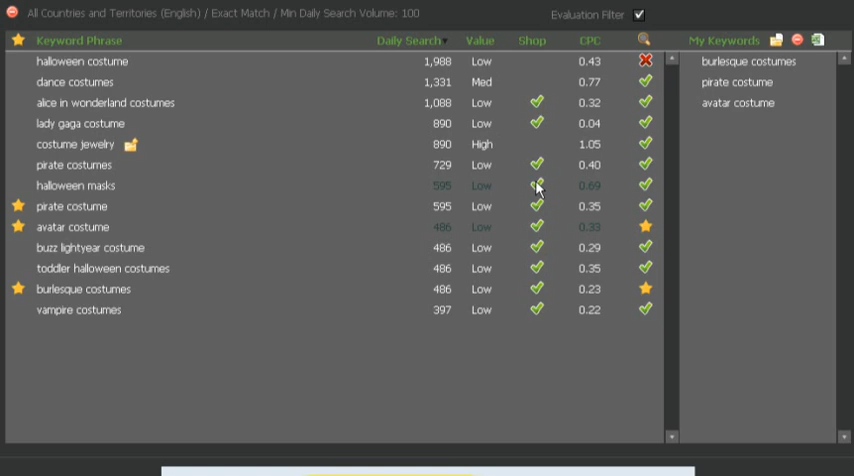 All Countries and Territories (English) / Exact Match / Min Daily Search Volume: 100 Evaluation Filter
Keyword Phrase Daily Search Value Shop CPC My Keywords
halloween costume 1,988 Low 0.43 burlesque costumes
dance costumes 1,331 Med 0.77 pirate costume
alice in wonderland costumes 1,088 Low 0.32 avatar costume
lady gaga costume 890 Low 0.04
costume jewelry 890 High 1.05
pirate costumes 729 Low 0.40
halloween masks 595 Low 0.69
pirate costume 595 Low 0.35
avatar costume 486 Low 0.33
buzz lightyear costume 486 Low 0.29
toddler halloween costumes 486 Low 0.35
burlesque costumes 486 Low 0.23
vampire costumes 397 Low 0.22